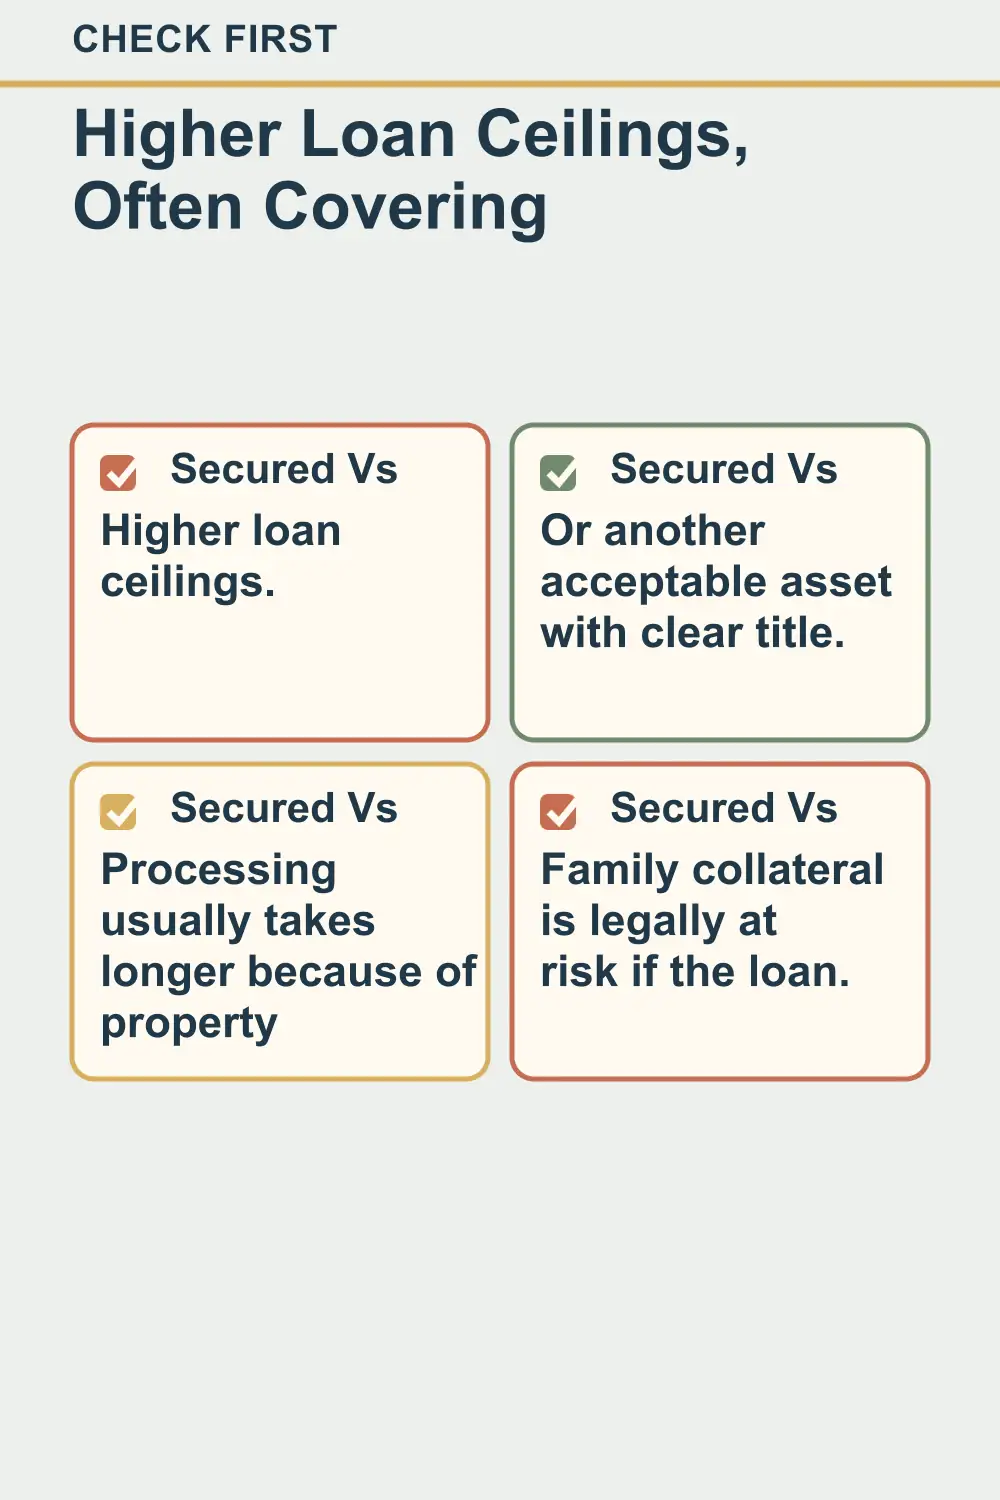 CHECK FIRST
Higher Loan Ceilings,
Often Covering
Secured Vs
Higher loan
ceilings.
Secured Vs
Or another
acceptable asset
with clear title.
Secured Vs
Processing
usually takes
longer because of
property
Secured Vs
Family collateral
is legally at
risk if the loan.